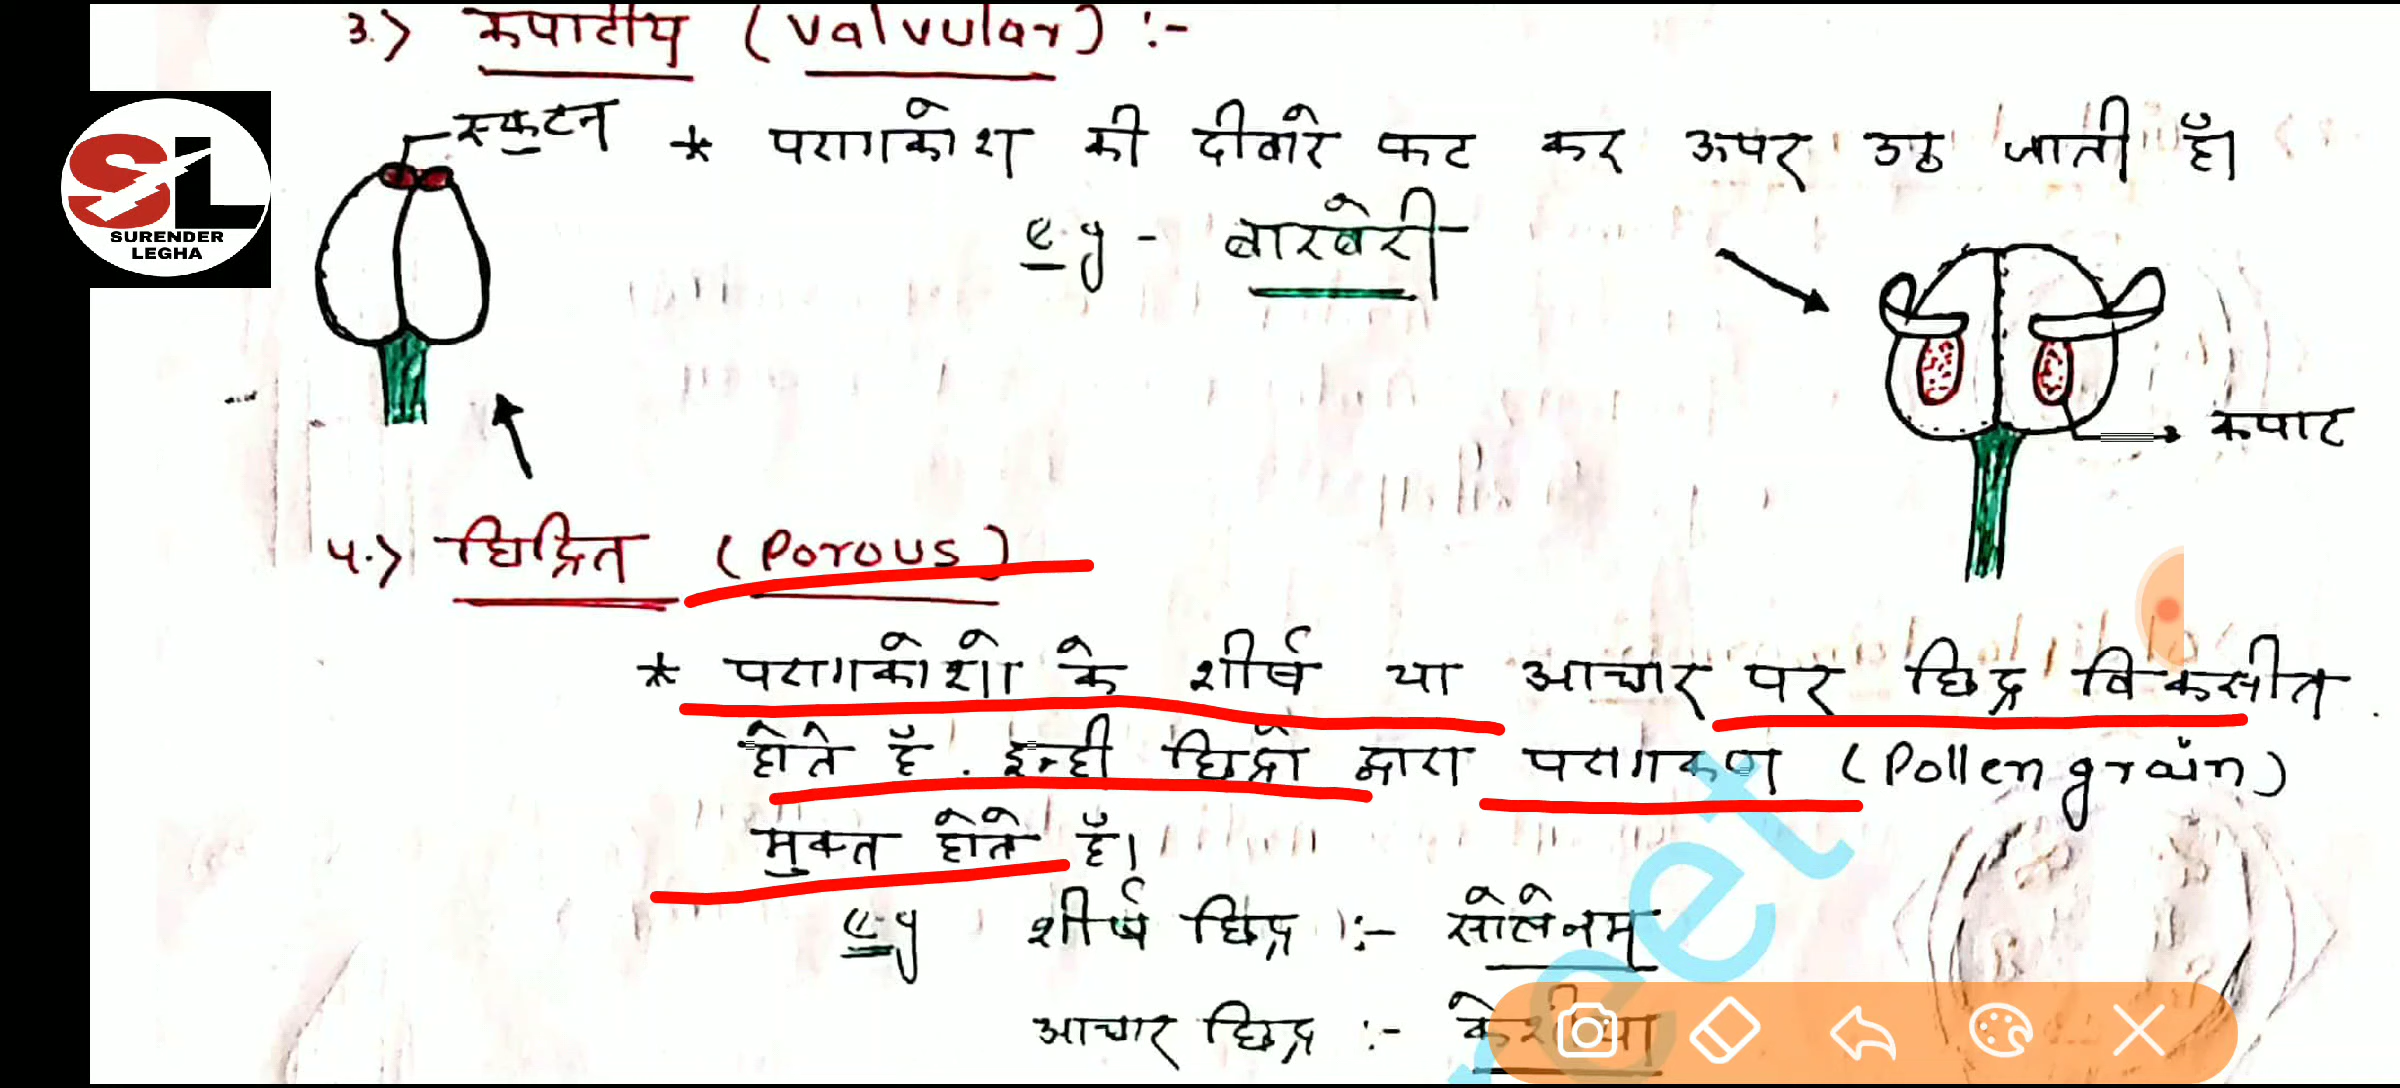 3.) कपाटीय (Valvular) :-
स्फुटन
* परागकोश की दीवारे फट कर ऊपर उठ जाती है।
e.g - बारबेरी
SL
SURENDER
LEGHA
कपाट
4.) छिद्रित (Porous)
* परागकोशो के शीर्ष या आधार पर छिद्र विकसीत
होते है. इन्ही छिद्रो द्वारा परागकण (Pollen grain)
मुक्त होते है।
e.g शीर्ष छिद्र :- सोलेनम
आधार छिद्र :-